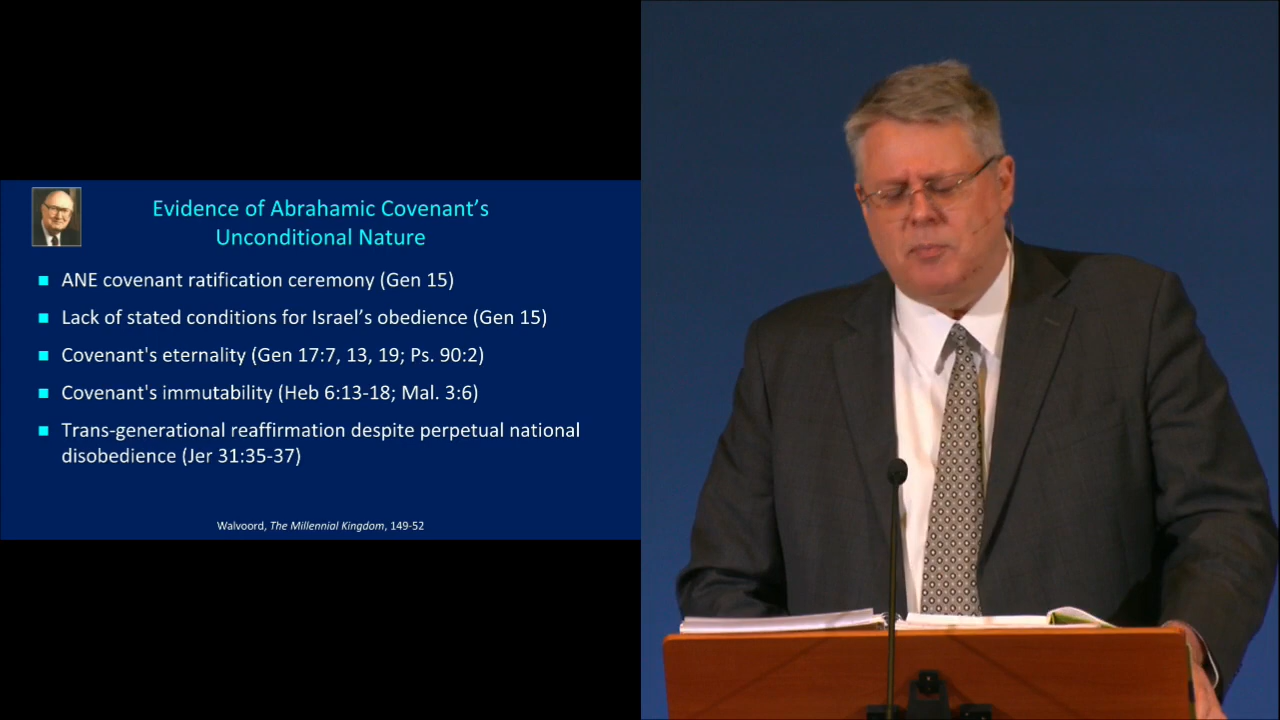 Evidence of Abrahamic Covenant’s
Unconditional Nature
ANE covenant ratification ceremony (Gen 15)
Lack of stated conditions for Israel’s obedience (Gen 15)
Covenant's eternality (Gen 17:7, 13, 19; Ps. 90:2)
Covenant's immutability (Heb 6:13-18; Mal. 3:6)
Trans-generational reaffirmation despite perpetual national
disobedience (Jer 31:35-37)
Walvoord, The Millennial Kingdom, 149-52